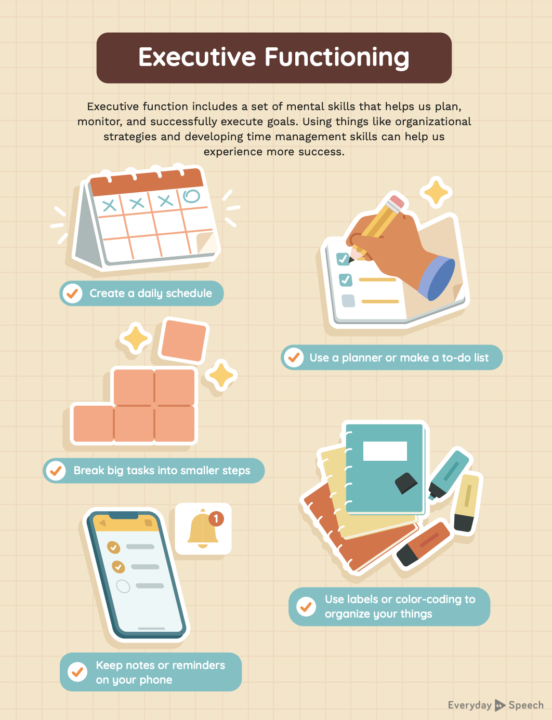 Executive Functioning
Executive function includes a set of mental skills that helps us plan,
monitor, and successfully execute goals. Using things like organizational
strategies and developing time management skills can help us
experience more success.
Create a daily schedule
Use a planner or make a to-do list
Break big tasks into smaller steps
1
Use labels or color-coding to
organize your things
Keep notes or reminders
on your phone
Everyday Speech